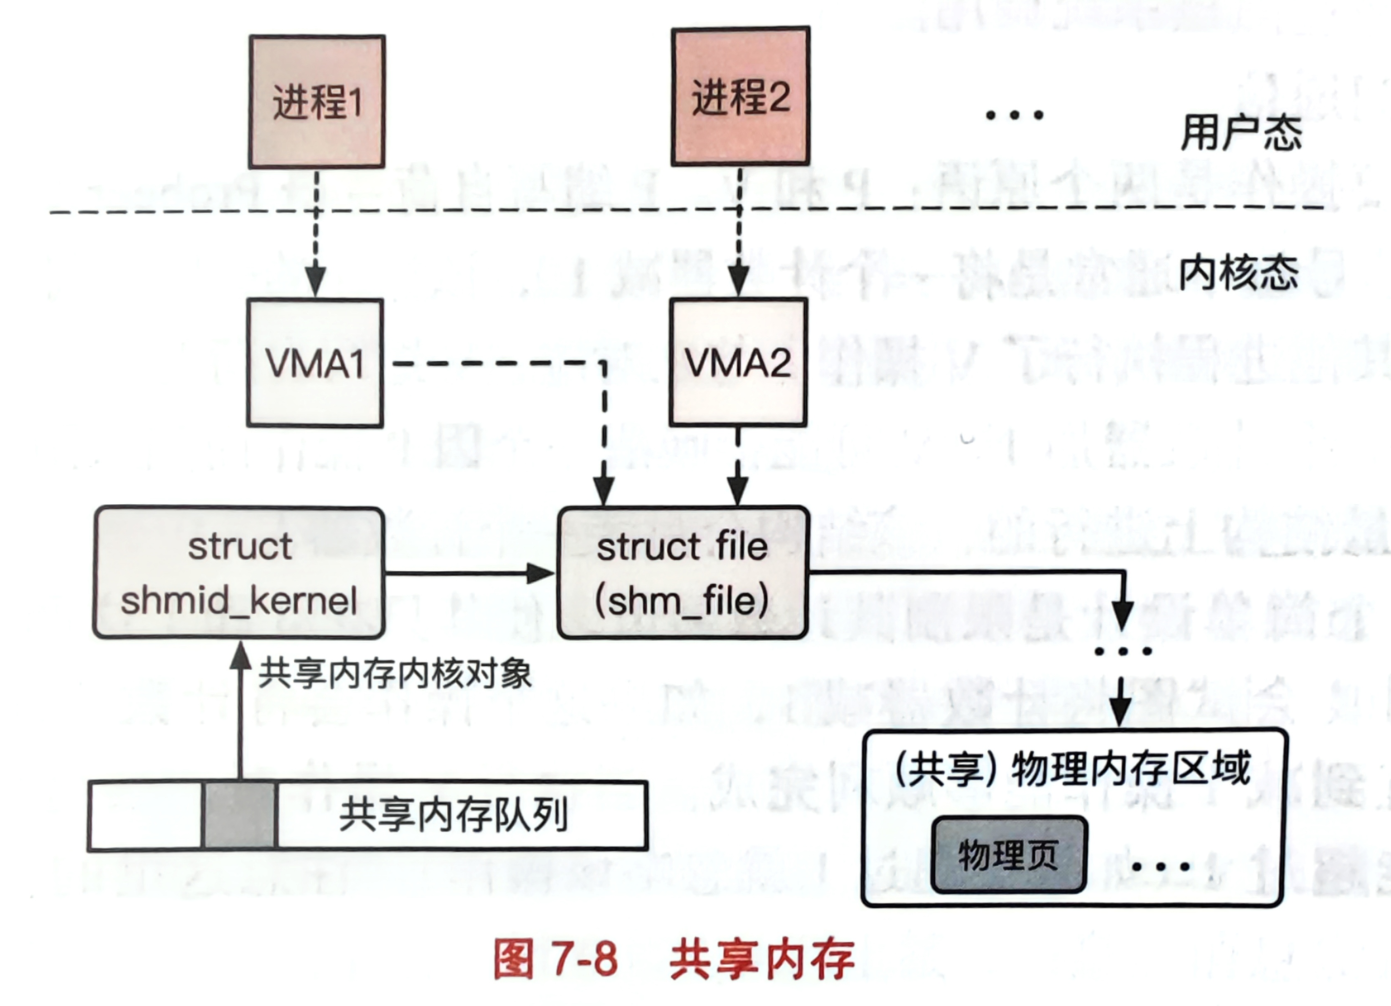 进程1
进程2
...
用户态
内核态
VMA1
VMA2
struct
shmid_kernel
struct file
(shm_file)
共享内存内核对象
...
(共享) 物理内存区域
共享内存队列
物理页
...
图 7-8 共享内存